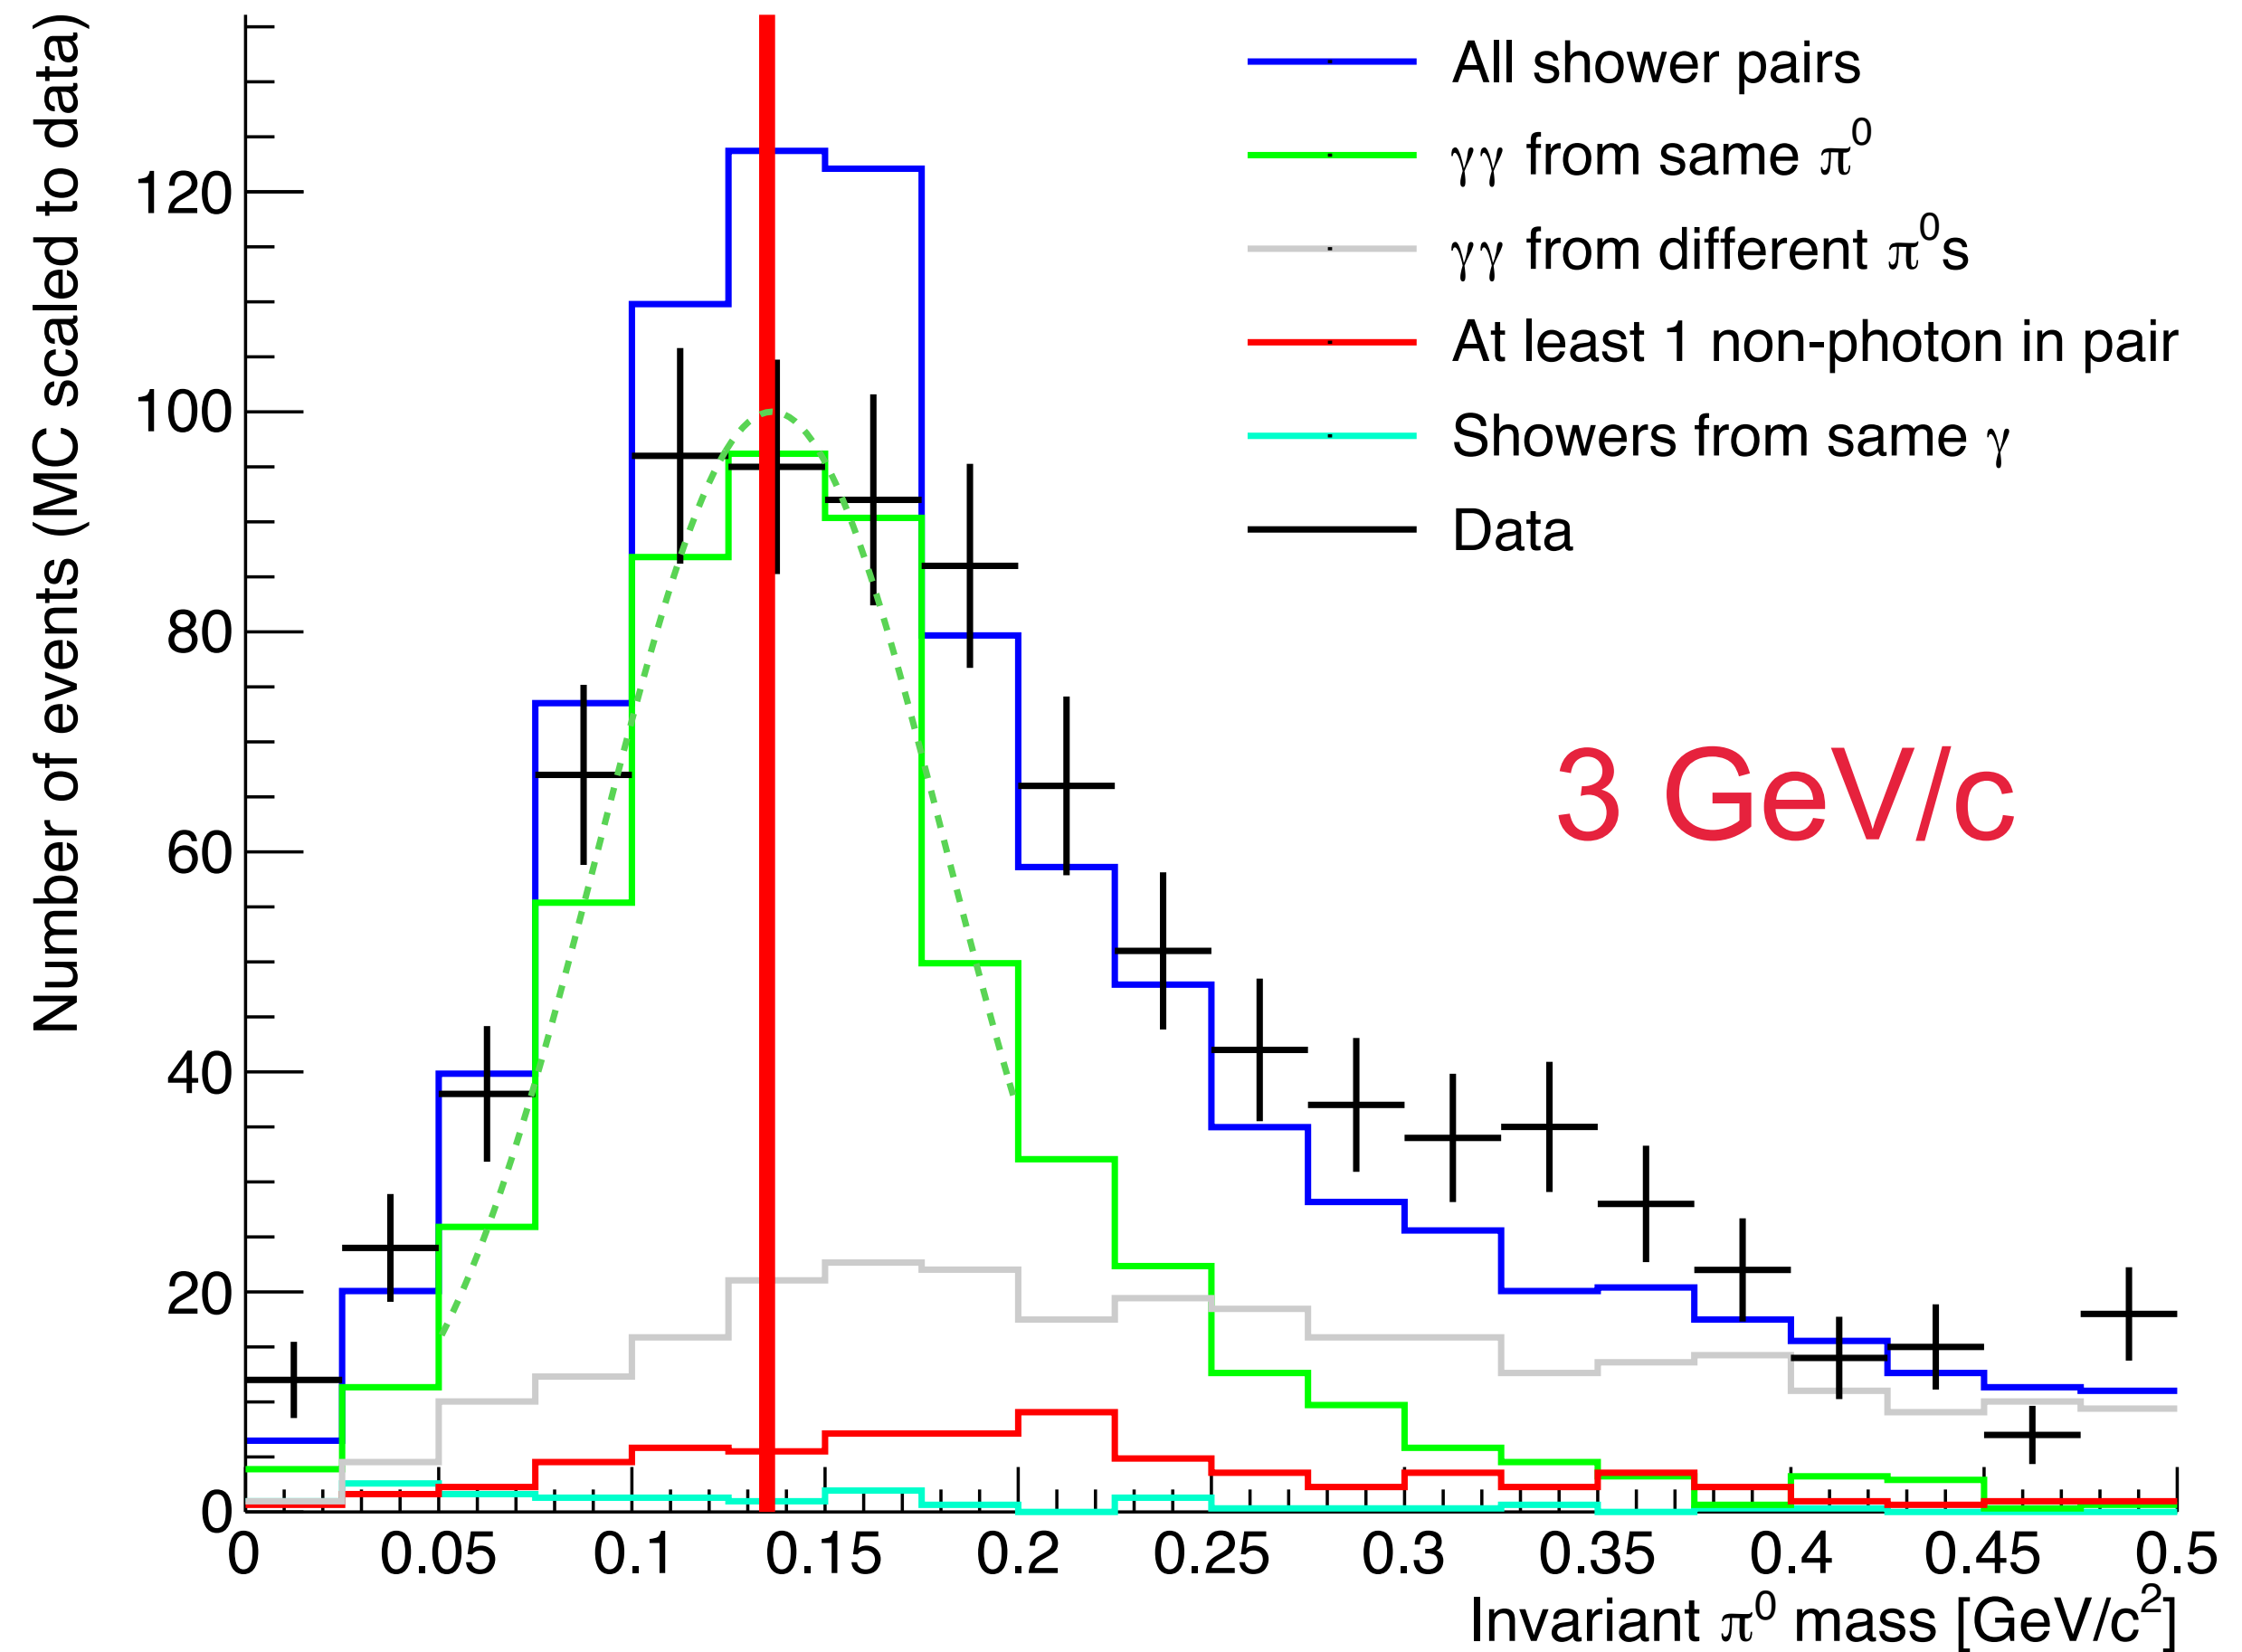 Number of events (MC scaled to data)
120
100
80
60
40
20
0
All shower pairs
γγ from same π⁰
γγ from different π⁰s
At least 1 non-photon in pair
Showers from same γ
Data
3 GeV/c
0 0.05 0.1 0.15 0.2 0.25 0.3 0.35 0.4 0.45 0.5
Invariant π⁰ mass [GeV/c²]